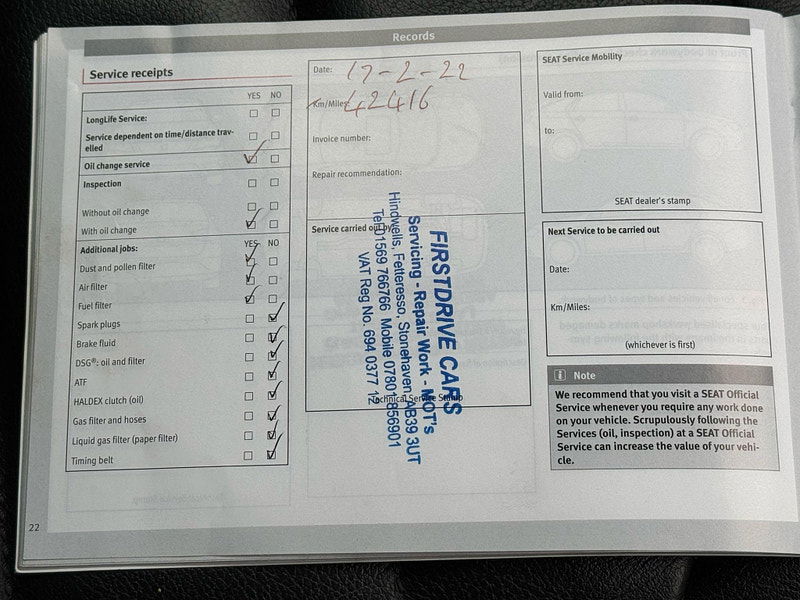 Records
Service receipts
YES NO
LongLife Service:
Service dependent on time/distance trav-
elled
Oil change service
Inspection
Without oil change
With oil change
Additional jobs: YES NO
Dust and pollen filter
Air filter
Fuel filter
Spark plugs
Brake fluid
DSG®: oil and filter
ATF
HALDEX clutch (oil)
Gas filter and hoses
Liquid gas filter (paper filter)
Timing belt
22
Date: 17-2-22
Km/Miles: 42416
Invoice number:
Repair recommendation:
Service carried out by:
Technical Service Stamp
FIRSTDRIVE CARS
Servicing - Repair Work - MOT's
Hindwells, Fetteresso, Stonehaven AB39 3UT
Tel 01569 766766 Mobile 07801 856901
VAT Reg No. 694 0377 12
SEAT Service Mobility
Valid from:
to:
SEAT dealer's stamp
Next Service to be carried out
Date:
Km/Miles:
(whichever is first)
i Note
We recommend that you visit a SEAT Official
Service whenever you require any work done
on your vehicle. Scrupulously following the
Services (oil, inspection) at a SEAT Official
Service can increase the value of your vehi-
cle.